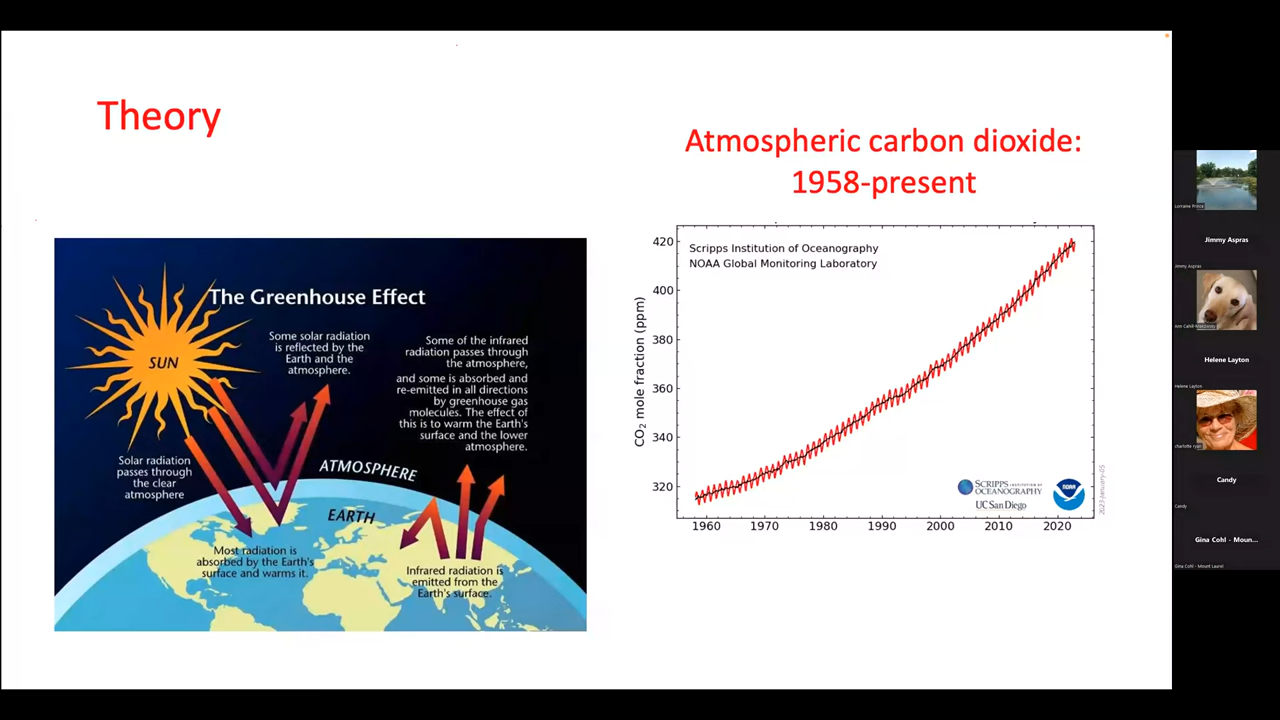 Theory
Atmospheric carbon dioxide:
1958-present
The Greenhouse Effect
SUN
Some solar radiation
is reflected by the
Earth and the
atmosphere.
Some of the infrared
radiation passes through
the atmosphere,
and some is absorbed and
re-emitted in all directions
by greenhouse gas
molecules. The effect of
this is to warm the Earth's
surface and the lower
atmosphere.
Solar radiation
passes through
the clear
atmosphere
ATMOSPHERE
EARTH
Most radiation is
absorbed by the Earth's
surface and warms it.
Infrared radiation is
emitted from the
Earth's surface.
Scripps Institution of Oceanography
NOAA Global Monitoring Laboratory
CO2 mole fraction (ppm)
420
400
380
360
340
320
1960 1970 1980 1990 2000 2010 2020
SCRIPPS INSTITUTION OF
OCEANOGRAPHY
UC San Diego
NOAA
2023-January-05
Lorraine Prince
Jimmy Aspras
Jimmy Aspras
Helene Layton
Helene Layton
charlotte ryan
Candy
Candy
Gina Cohl - Moun...
Gina Cohl - Mount Laurel